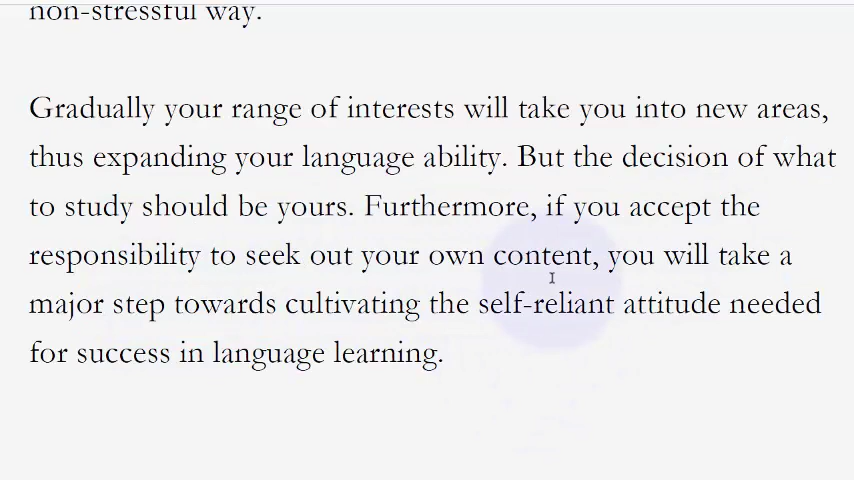 non-stressful way.
Gradually your range of interests will take you into new areas,
thus expanding your language ability. But the decision of what
to study should be yours. Furthermore, if you accept the
responsibility to seek out your own content, you will take a
major step towards cultivating the self-reliant attitude needed
for success in language learning.